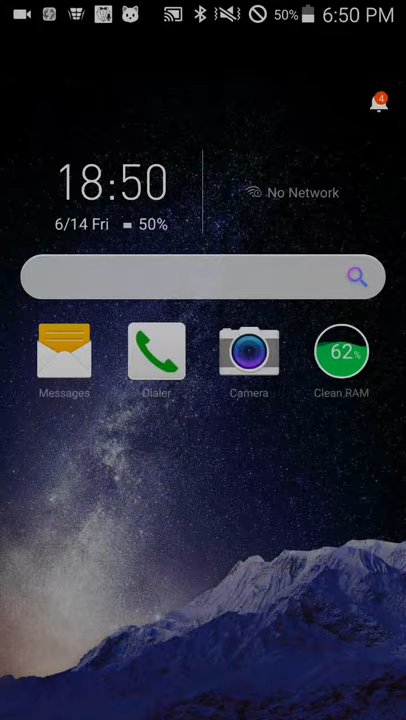 50% 6:50 PM
4
18:50
6/14 Fri 50%
No Network
Messages Dialer Camera Clean RAM
62%